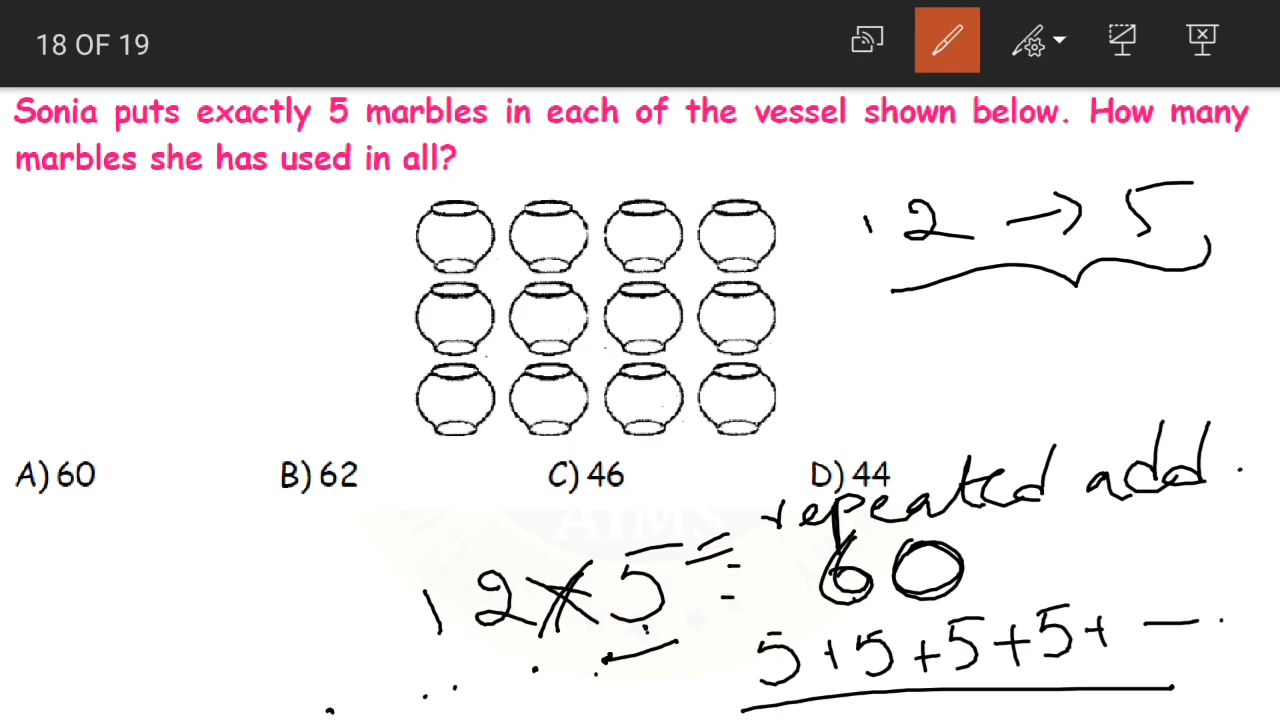 18 OF 19
Sonia puts exactly 5 marbles in each of the vessel shown below. How many
marbles she has used in all?
12 → 5
A) 60 B) 62 C) 46 D) 44
repeated add.
12 × 5 = 60
5 + 5 + 5 + 5 + — .
AIMS